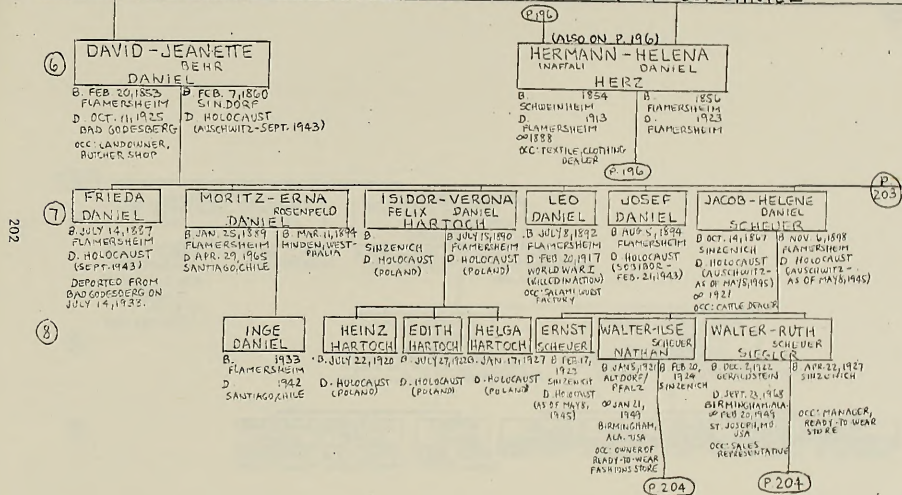 P.196
(ALSO ON P. 196)
6
DAVID - JEANETTE
BEHR
DANIEL
B. FEB 20, 1853
FLAMERSHEIM
D. OCT. 11, 1925
BAD GODESBERG
OCC: LANDOWNER,
BUTCHER SHOP
B FEB. 7, 1860
SINDORF
D. HOLOCAUST
(AUSCHWITZ-SEPT. 1943)
HERMANN - HELENA
(NAFTALI DANIEL
HERZ
B. 1854
SCHWEINHEIM
D. 1913
FLAMERSHEIM
∞ 1888
OCC: TEXTILE, CLOTHING
DEALER
B. 1856
FLAMERSHEIM
D. 1923
FLAMERSHEIM
P.196
P
203
202
7
FRIEDA
DANIEL
B. JULY 14, 1887
FLAMERSHEIM
D. HOLOCAUST
(SEPT. 1943)
DEPORTED FROM
BAD GODESBERG ON
JULY 14, 1933.
MORITZ - ERNA
ROSENFELD
DANIEL
B JAN. 25, 1889
FLAMERSHEIM
D APR. 29, 1965
SANTIAGO, CHILE
B MAR. 11, 1894
MINDEN, WEST-
PHALIA
ISIDOR - VERONA
FELIX DANIEL
HARTOCH
B.
SINZENICH
D. HOLOCAUST
(POLAND)
B JULY 15, 1890
FLAMERSHEIM
D HOLOCAUST
(POLAND)
LEO
DANIEL
B JULY 8, 1892
FLAMERSHEIM
D FEB 20, 1917
WORLD WAR I
(KILLED IN ACTION)
OCC: SALAMI WURST
FACTORY
JOSEF
DANIEL
B AUG 5, 1894
FLAMERSHEIM
D HOLOCAUST
(SOBIBOR -
FEB. 21, 1943)
JACOB - HELENE
DANIEL
SCHEUER
B OCT. 14, 1867
SINZENICH
D. HOLOCAUST
(AUSCHWITZ-
AS OF MAY 8, 1945)
∞ 1921
OCC: CATTLE DEALER
B NOV. 6, 1898
FLAMERSHEIM
D HOLOCAUST
(AUSCHWITZ -
AS OF MAY 8, 1945)
8
INGE
DANIEL
B. 1933
FLAMERSHEIM
D. 1942
SANTIAGO, CHILE
HEINZ
HARTOCH
B. JULY 22, 1920
D. HOLOCAUST
(POLAND)
EDITH
HARTOCH
B. JULY 27,
D. HOLOCAUST
(POLAND)
HELGA
HARTOCH
B. JAN. 17, 1927
D. HOLOCAUST
(POLAND)
ERNST
SCHEUER
B FEB. 17,
SINZENICH
D. HOLOCAUST
(AS OF MAY 8,
1945)
WALTER - ILSE
SCHEUER
NATHAN
B JAN 5, 1921
ALTDORF/
PFALZ
∞ JAN 21,
1949
BIRMINGHAM,
ALA. USA
OCC: OWNER OF
READY-TO-WEAR
FASHIONS STORE
B FEB 20,
1924
SINZENICH
P 204
WALTER - RUTH
SCHEUER
SIEGLER
B DEC. 2, 1922
GERALDSTEIN
D. SEPT. 23, 1968
BIRMINGHAM, ALA.
∞ FEB 20, 1949
ST. JOSEPH, MO
USA
OCC: SALES
REPRESENTATIVE
B APR. 22, 1927
SINZENICH
OCC: MANAGER,
READY-TO WEAR
STORE
P 204